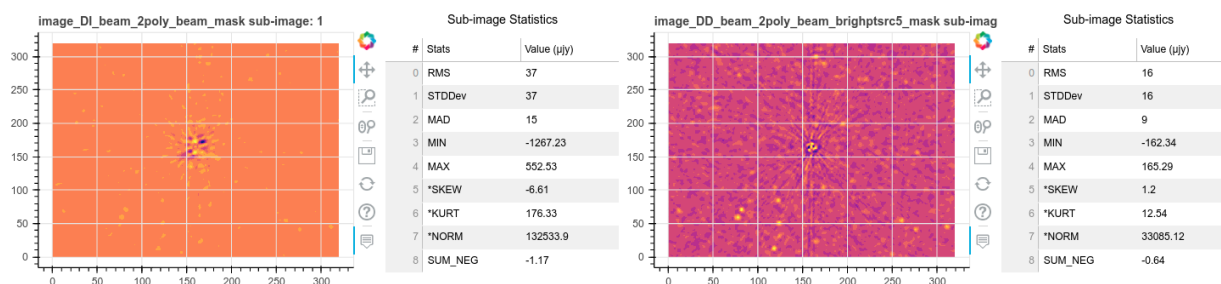 image_DI_beam_2poly_beam_mask sub-image: 1
300
250
200
150
100
50
0
0 50 100 150 200 250 300
Sub-image Statistics
# Stats Value (μjy)
0 RMS 37
1 STDDev 37
2 MAD 15
3 MIN -1267.23
4 MAX 552.53
5 *SKEW -6.61
6 *KURT 176.33
7 *NORM 132533.9
8 SUM_NEG -1.17
image_DD_beam_2poly_beam_brighptsrc5_mask sub-imag
300
250
200
150
100
50
0
0 50 100 150 200 250 300
Sub-image Statistics
# Stats Value (μjy)
0 RMS 16
1 STDDev 16
2 MAD 9
3 MIN -162.34
4 MAX 165.29
5 *SKEW 1.2
6 *KURT 12.54
7 *NORM 33085.12
8 SUM_NEG -0.64